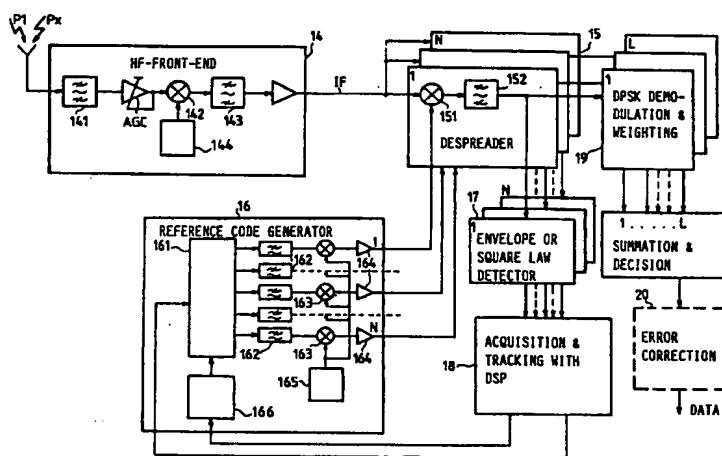 P1 Px
14
HF-FRONT-END
141
AGC
142
143
144
IF
N
15
1
151
152
DESPREADER
L
1
DPSK DEMO-
DULATION &
WEIGHTING
19
16
REFERENCE CODE GENERATOR
161
162
163
162
163
164
1
164
N
164
165
166
163
N
17
1
ENVELOPE OR
SQUARE LAW
DETECTOR
1......L
SUMMATION &
DECISION
18
ACQUISITION &
TRACKING WITH
DSP
20
ERROR
CORRECTION
DATA